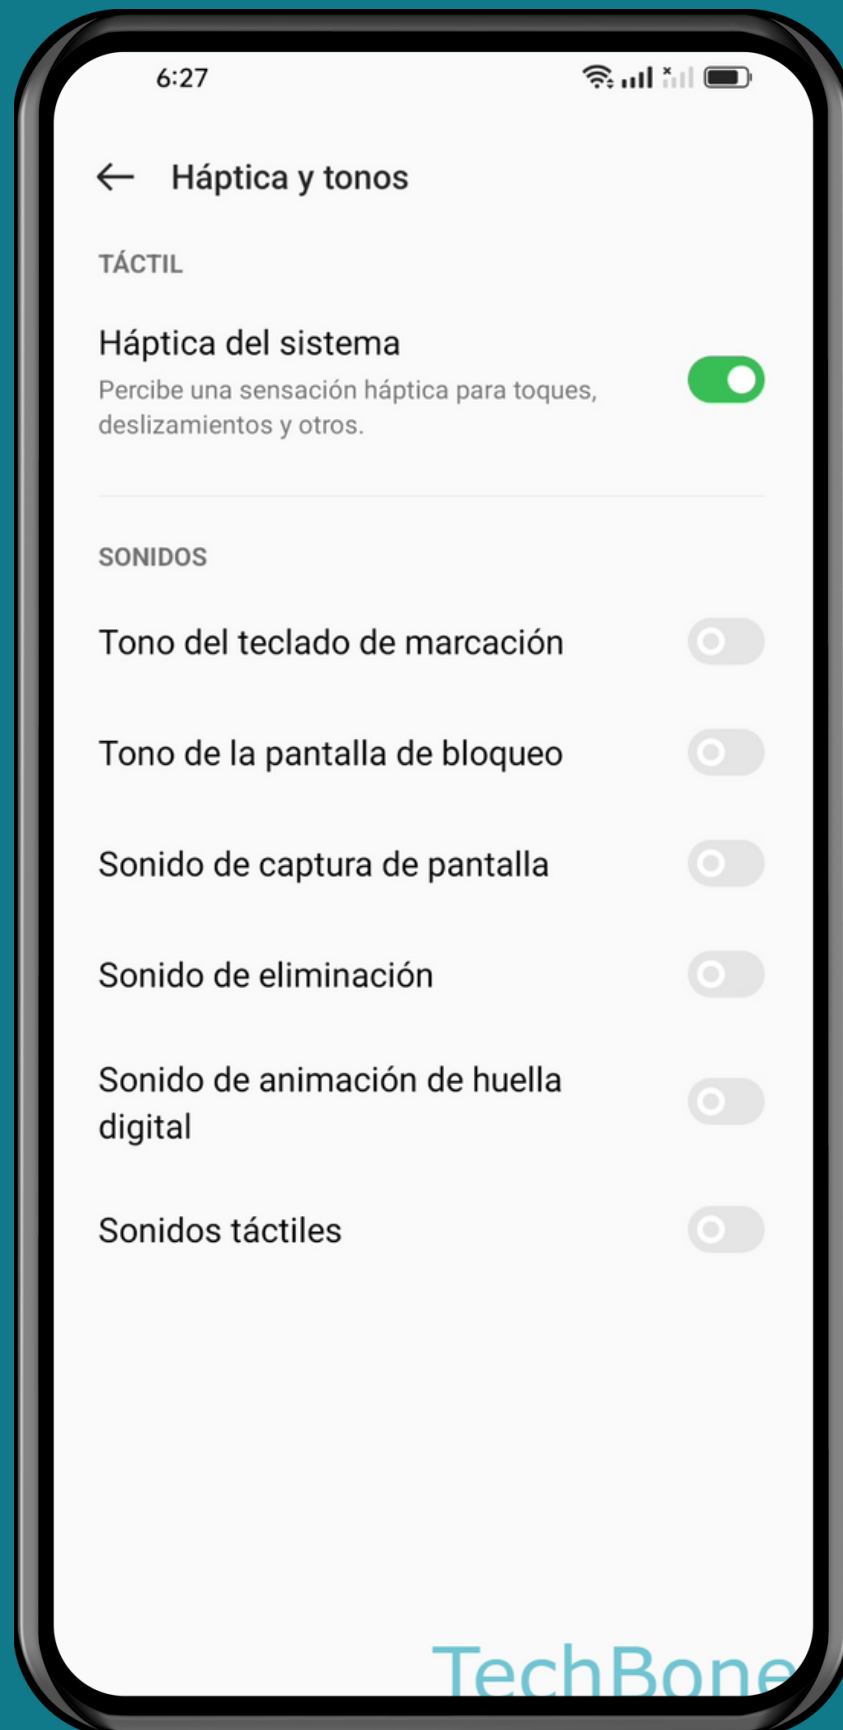 6:27
Háptica y tonos
TÁCTIL
Háptica del sistema
Percibe una sensación háptica para toques,
deslizamientos y otros.
SONIDOS
Tono del teclado de marcación
Tono de la pantalla de bloqueo
Sonido de captura de pantalla
Sonido de eliminación
Sonido de animación de huella
digital
Sonidos táctiles
TechBone